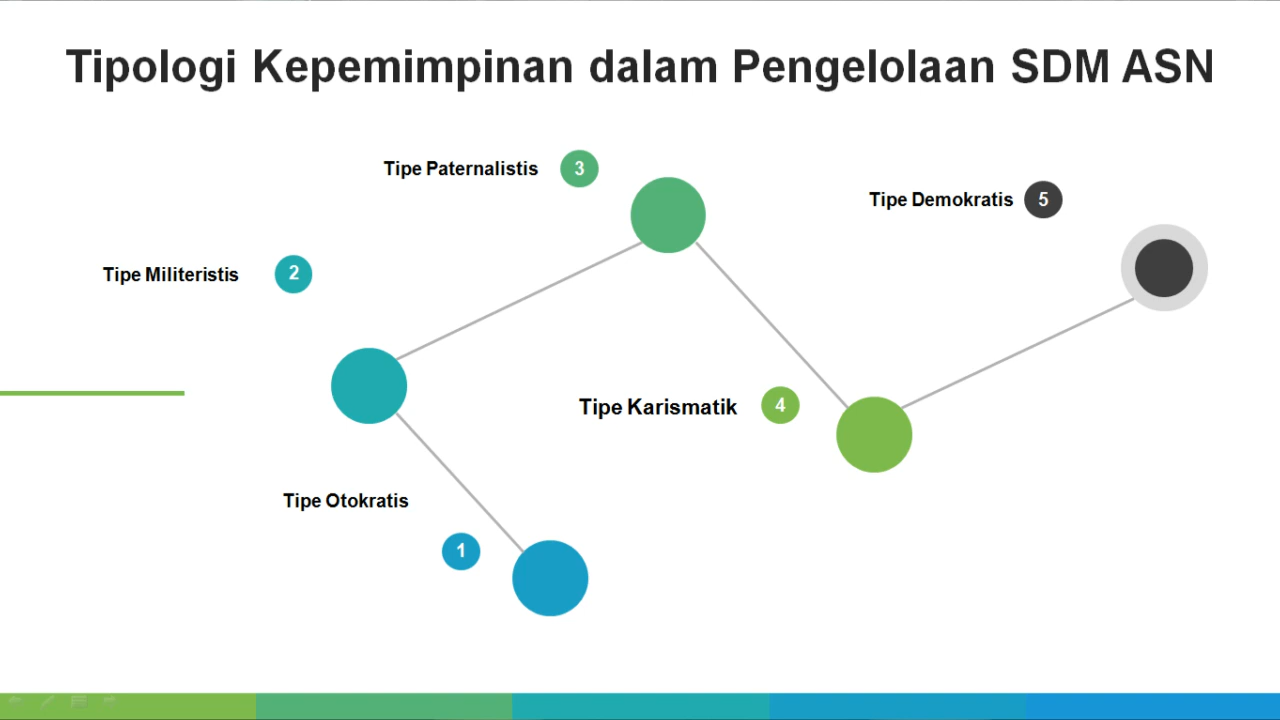 Tipologi Kepemimpinan dalam Pengelolaan SDM ASN
Tipe Paternalistis 3
Tipe Demokratis 5
Tipe Militeristis 2
Tipe Karismatik 4
Tipe Otokratis
1